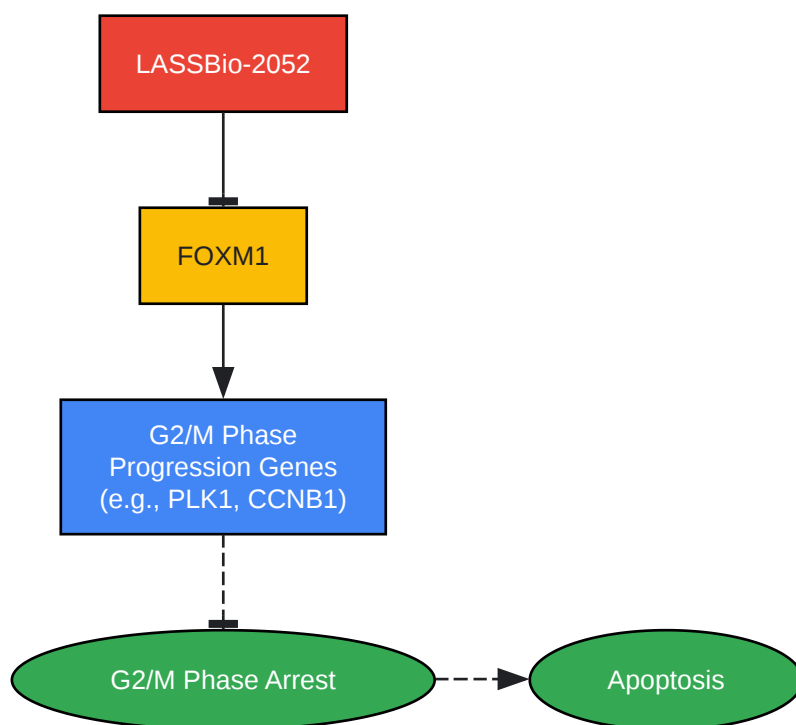 LASSBio-2052
FOXM1
G2/M Phase
Progression Genes
(e.g., PLK1, CCNB1)
G2/M Phase Arrest
Apoptosis